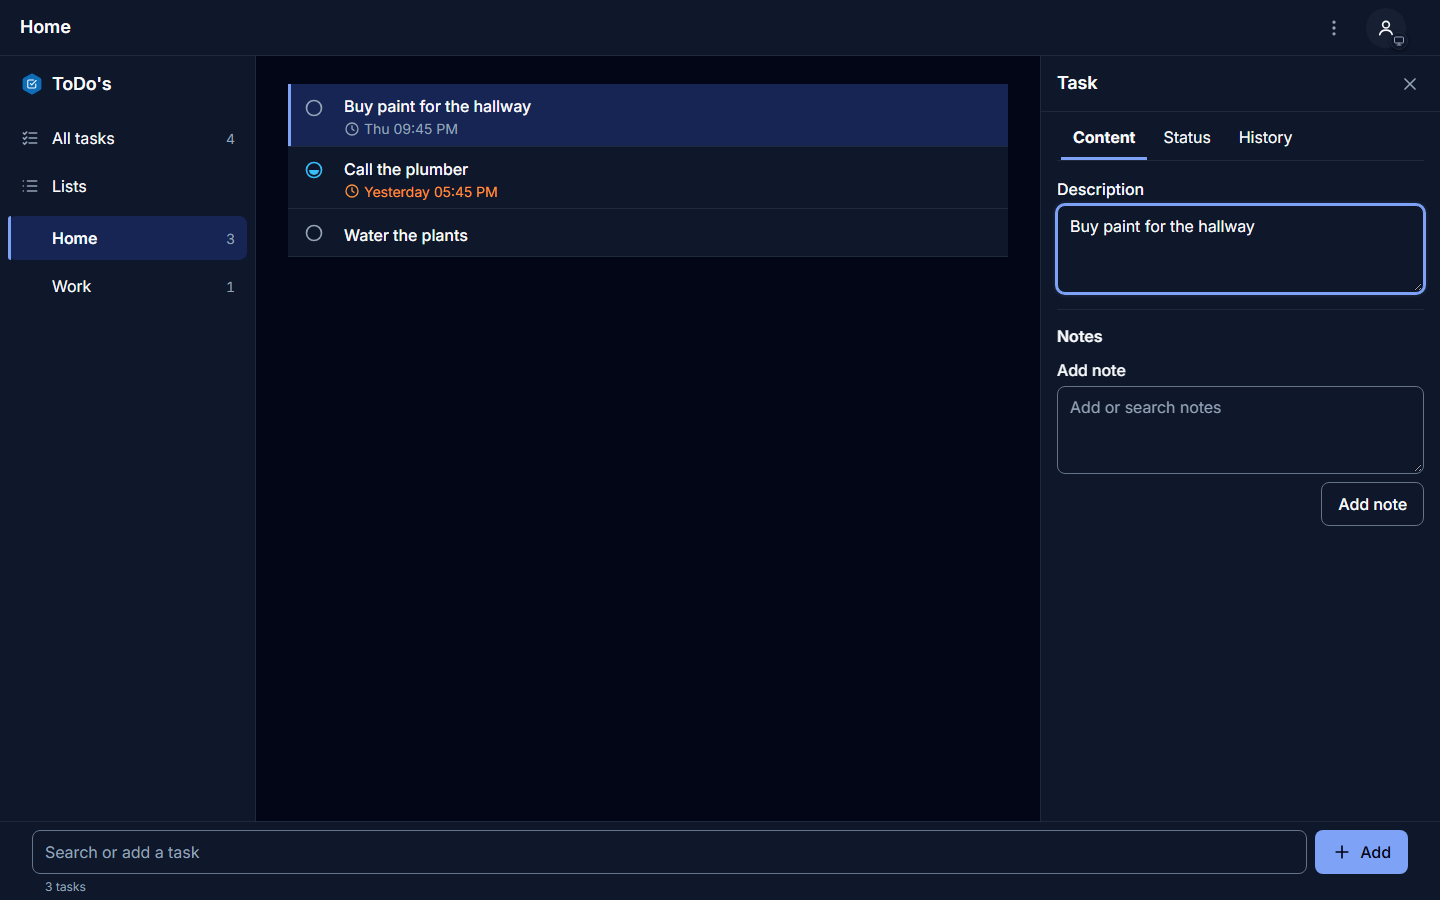 Home
ToDo's
All tasks 4
Lists
Home 3
Work 1
Buy paint for the hallway
Thu 09:45 PM
Call the plumber
Yesterday 05:45 PM
Water the plants
Task
Content Status History
Description
Buy paint for the hallway
Notes
Add note
Add or search notes
Add note
Search or add a task
Add
3 tasks